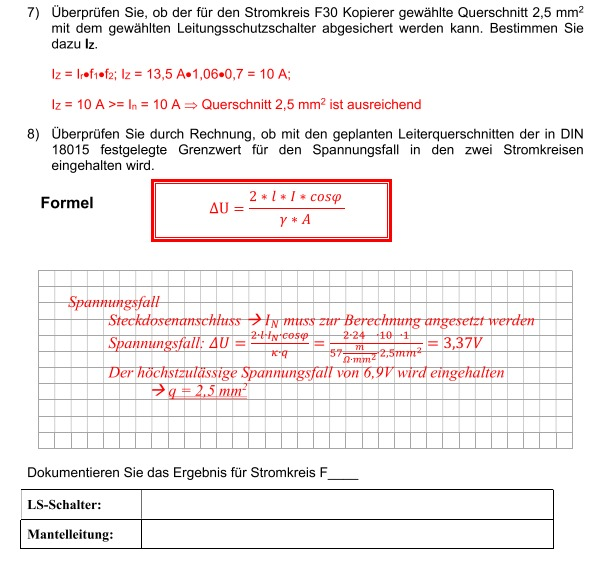 7) Überprüfen Sie, ob der für den Stromkreis F30 Kopierer gewählte Querschnitt 2,5 mm²
mit dem gewählten Leitungsschutzschalter abgesichert werden kann. Bestimmen Sie
dazu Iz.
Iz = Ir•f1•f2; Iz = 13,5 A•1,06•0,7 = 10 A;
Iz = 10 A >= In = 10 A ⇒ Querschnitt 2,5 mm² ist ausreichend
8) Überprüfen Sie durch Rechnung, ob mit den geplanten Leiterquerschnitten der in DIN
18015 festgelegte Grenzwert für den Spannungsfall in den zwei Stromkreisen
eingehalten wird.
Formel
ΔU = (2 * l * I * cosφ) / (γ * A)
Spannungsfall
Steckdosenanschluss → I_N muss zur Berechnung angesetzt werden
Spannungsfall: ΔU = (2·l·I_N·cosφ) / (κ·q) = (2·24 ·10 ·1) / (57 m/(Ω·mm²) ·2,5mm²) = 3,37V
Der höchstzulässige Spannungsfall von 6,9V wird eingehalten
→ q = 2,5 mm²
Dokumentieren Sie das Ergebnis für Stromkreis F____
LS-Schalter:
Mantelleitung: